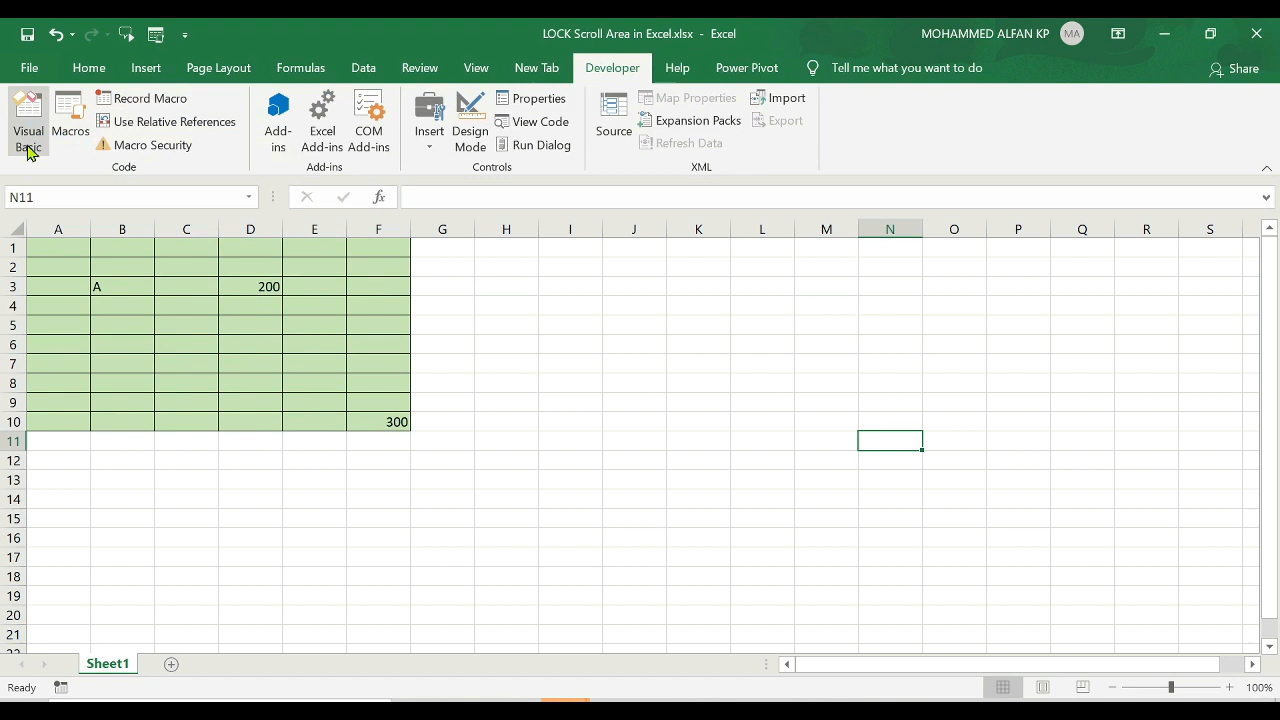 LOCK Scroll Area in Excel.xlsx - Excel
MOHAMMED ALFAN KP MA
File Home Insert Page Layout Formulas Data Review View New Tab Developer Help Power Pivot Tell me what you want to do Share
Visual Basic
Macros
Record Macro
Use Relative References
Macro Security
Code
Add-ins
Excel Add-ins
COM Add-ins
Add-ins
Insert
Design Mode
Properties
View Code
Run Dialog
Controls
Source
Map Properties
Expansion Packs
Refresh Data
Import
Export
XML
N11 fx
A B C D E F G H I J K L M N O P Q R S
1
2
3 A 200
4
5
6
7
8
9
10 300
11
12
13
14
15
16
17
18
19
20
21
Sheet1
Ready 100%